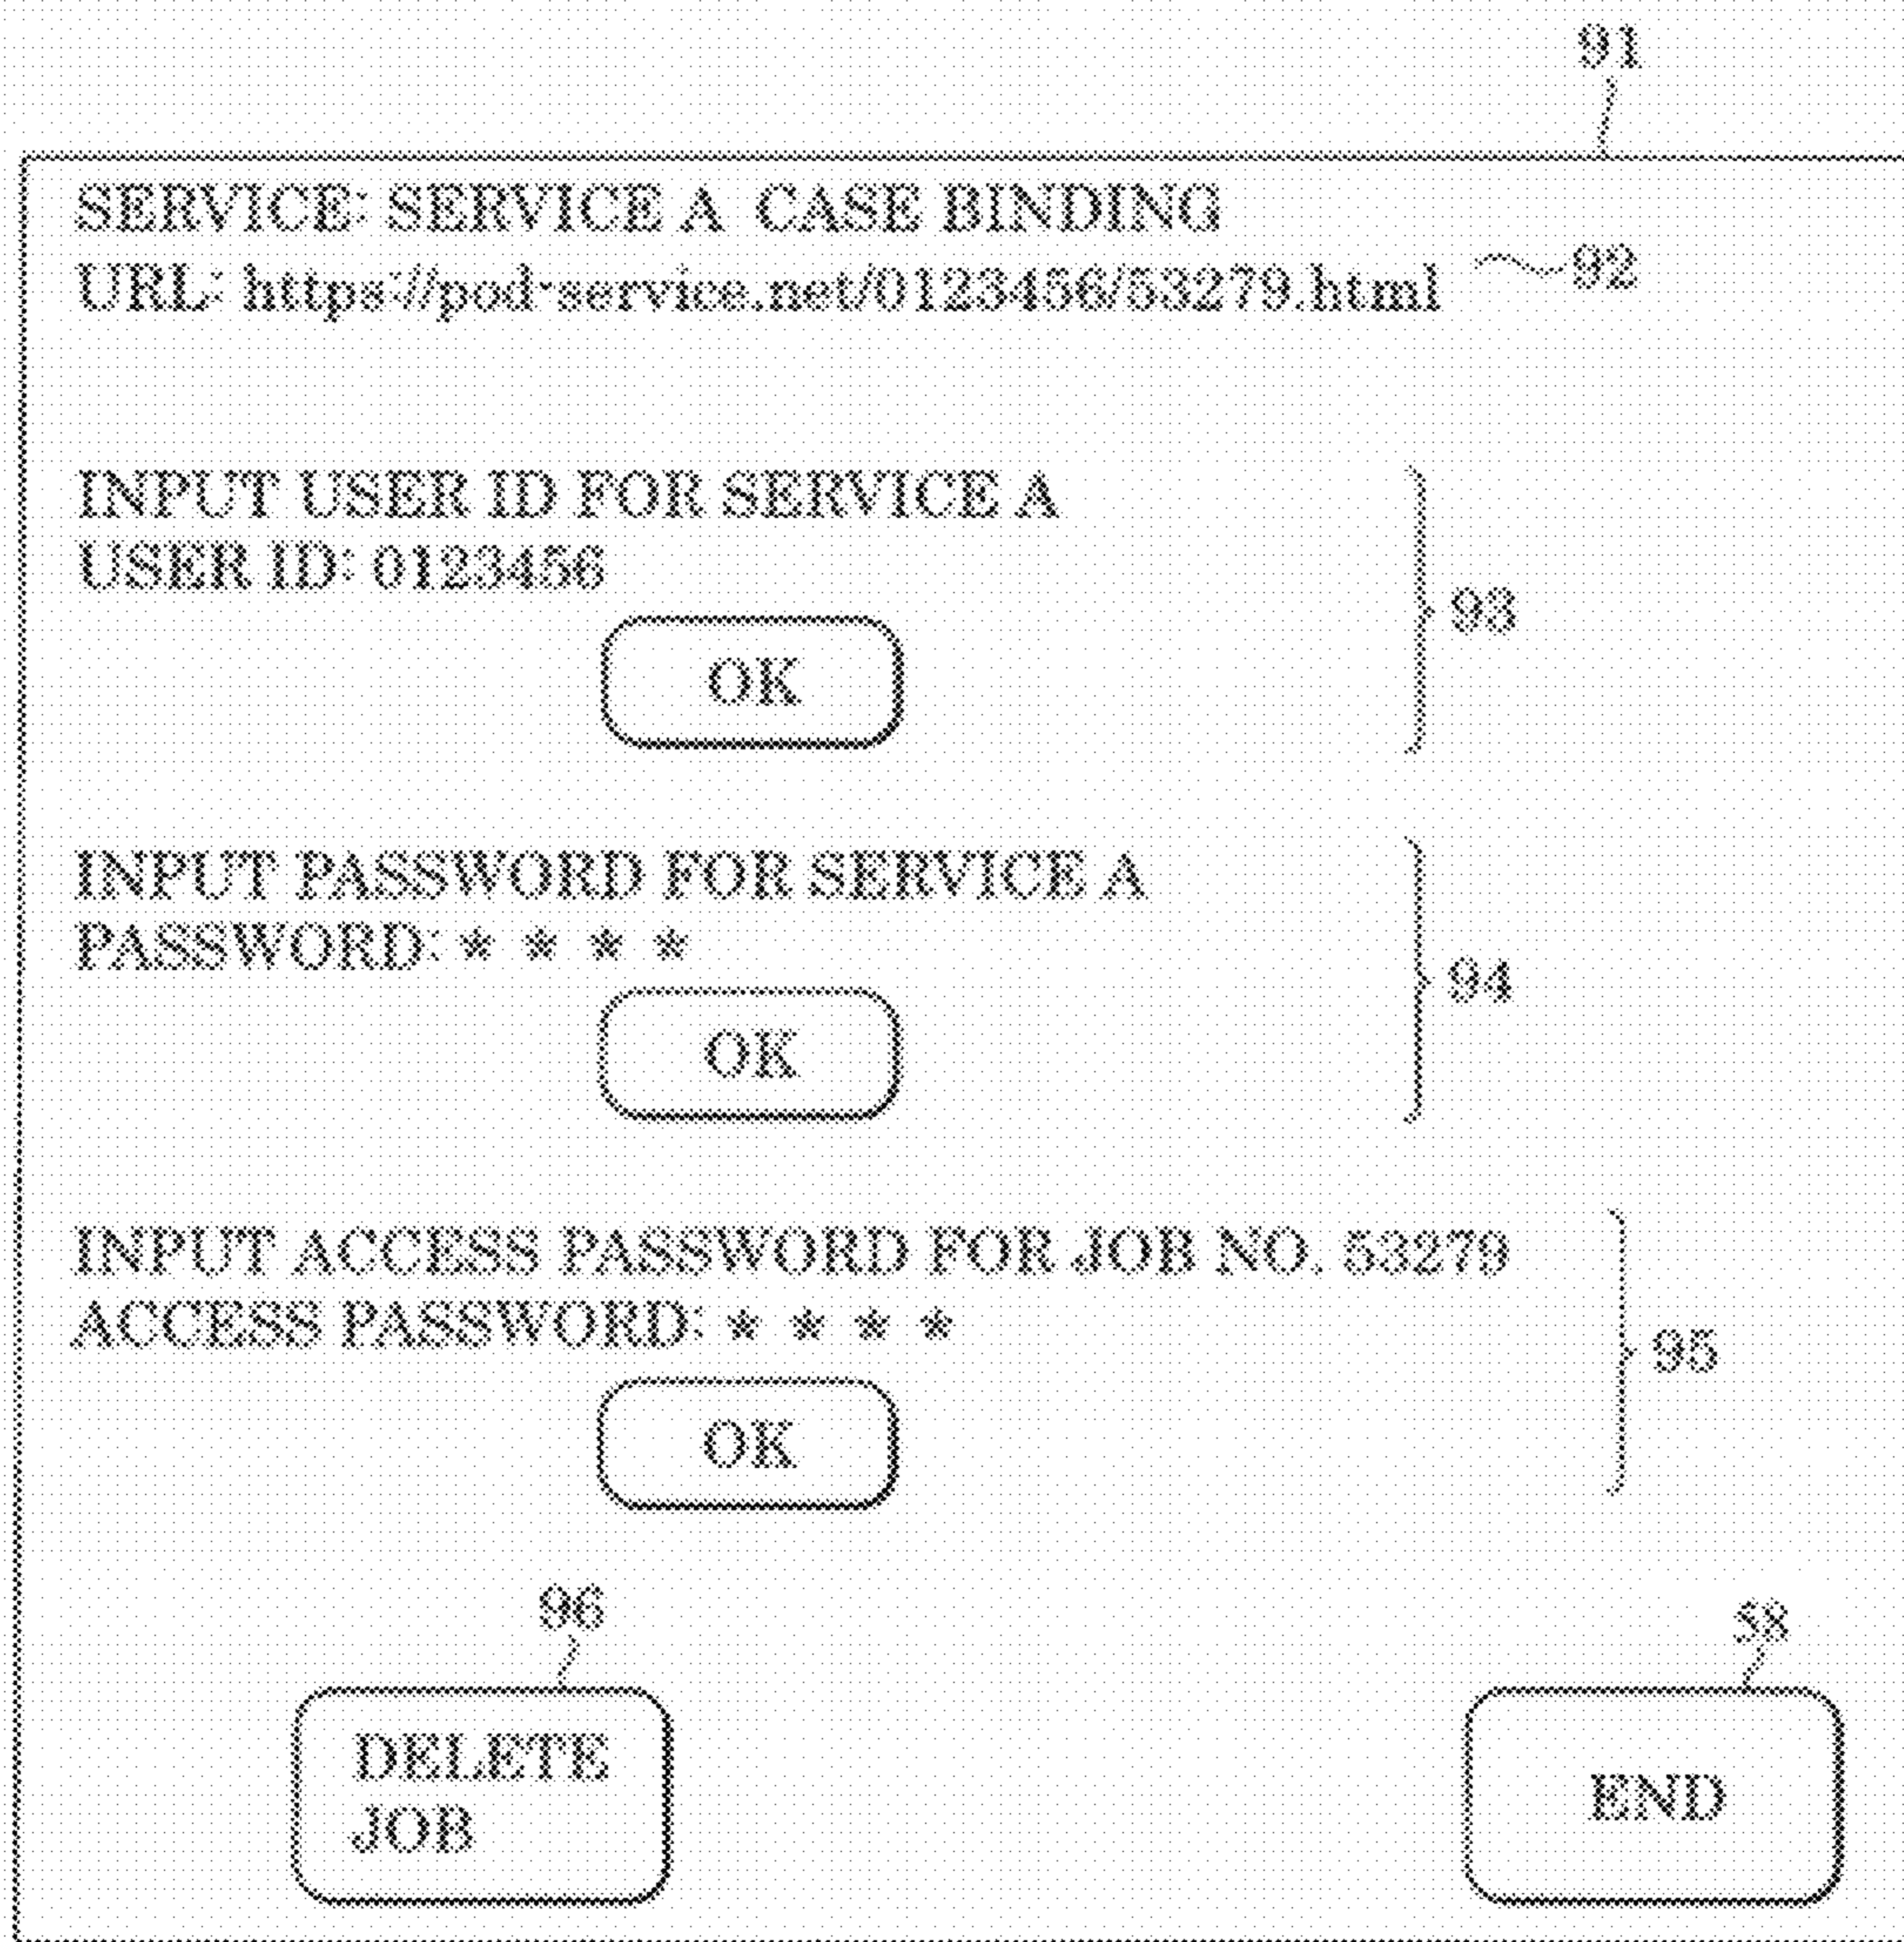 91
SERVICE: SERVICE A CASE BINDING
URL: https://pod-service.net/0123456/53279.html 92
INPUT USER ID FOR SERVICE A
USER ID: 0123456
93
OK
INPUT PASSWORD FOR SERVICE A
PASSWORD: * * * *
94
OK
INPUT ACCESS PASSWORD FOR JOB NO. 53279
ACCESS PASSWORD: * * * *
95
OK
96
58
DELETE
JOB
END